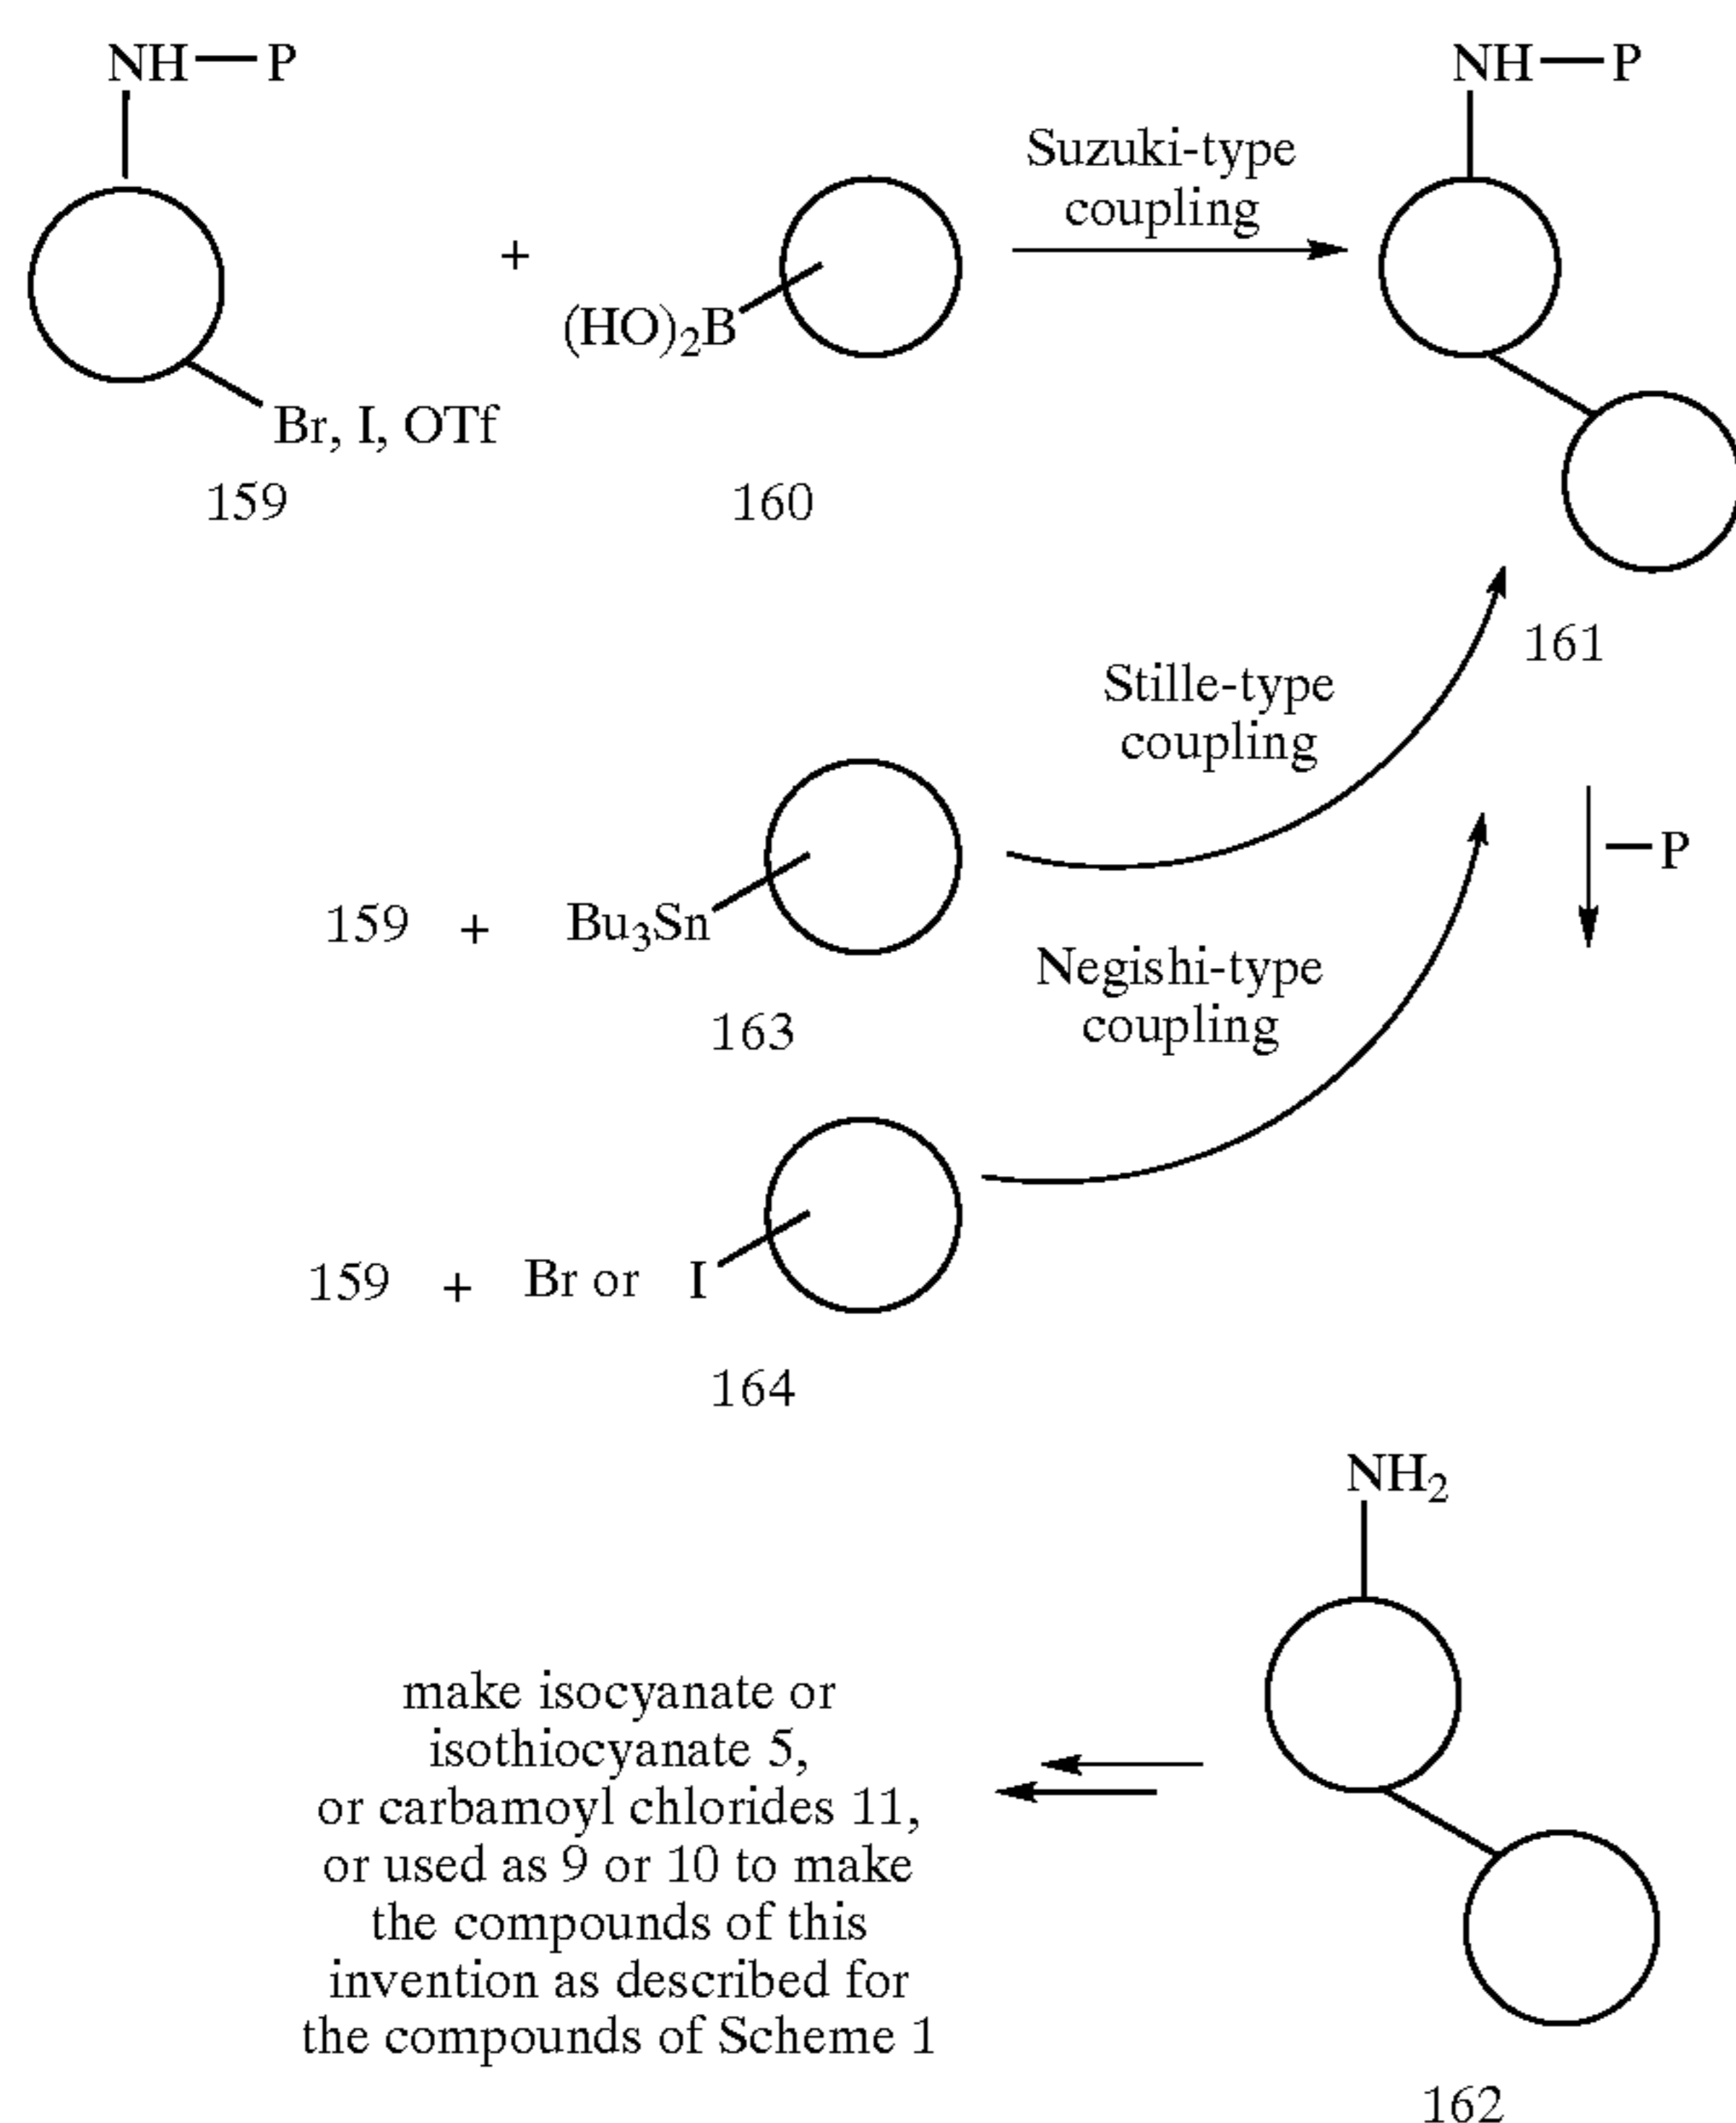 NH—P
NH—P
Suzuki-type
coupling
+
(HO)₂B
Br, I, OTf
159
160
161
Stille-type
coupling
—P
159 + Bu₃Sn
Negishi-type
coupling
163
159 + Br or I
164
NH₂
make isocyanate or
isothiocyanate 5,
or carbamoyl chlorides 11,
or used as 9 or 10 to make
the compounds of this
invention as described for
the compounds of Scheme 1
162